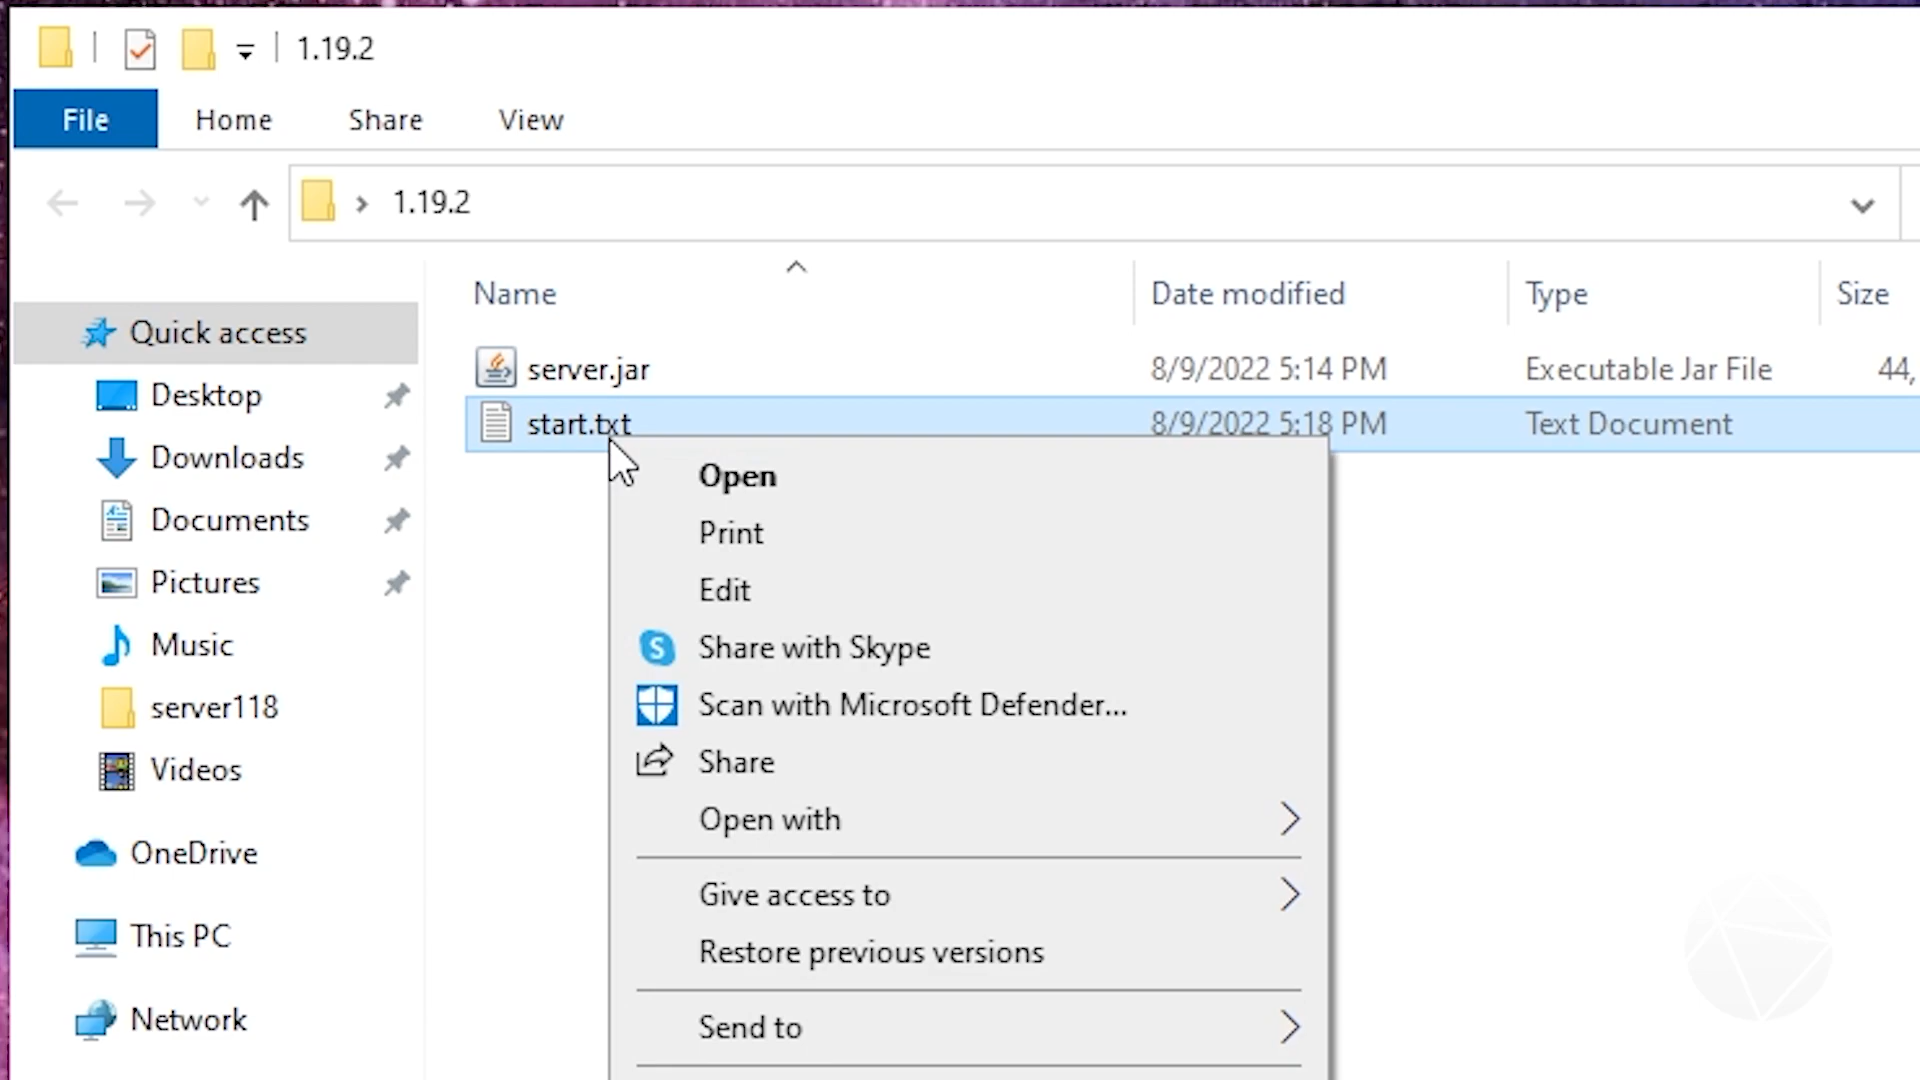 1.19.2
File Home Share View
1.19.2
Name Date modified Type Size
Quick access
server.jar 8/9/2022 5:14 PM Executable Jar File 44,
Desktop
start.txt 8/9/2022 5:18 PM Text Document
Downloads
Documents
Pictures
Music
server118
Videos
OneDrive
This PC
Network
Open
Print
Edit
S Share with Skype
Scan with Microsoft Defender...
Share
Open with
Give access to
Restore previous versions
Send to